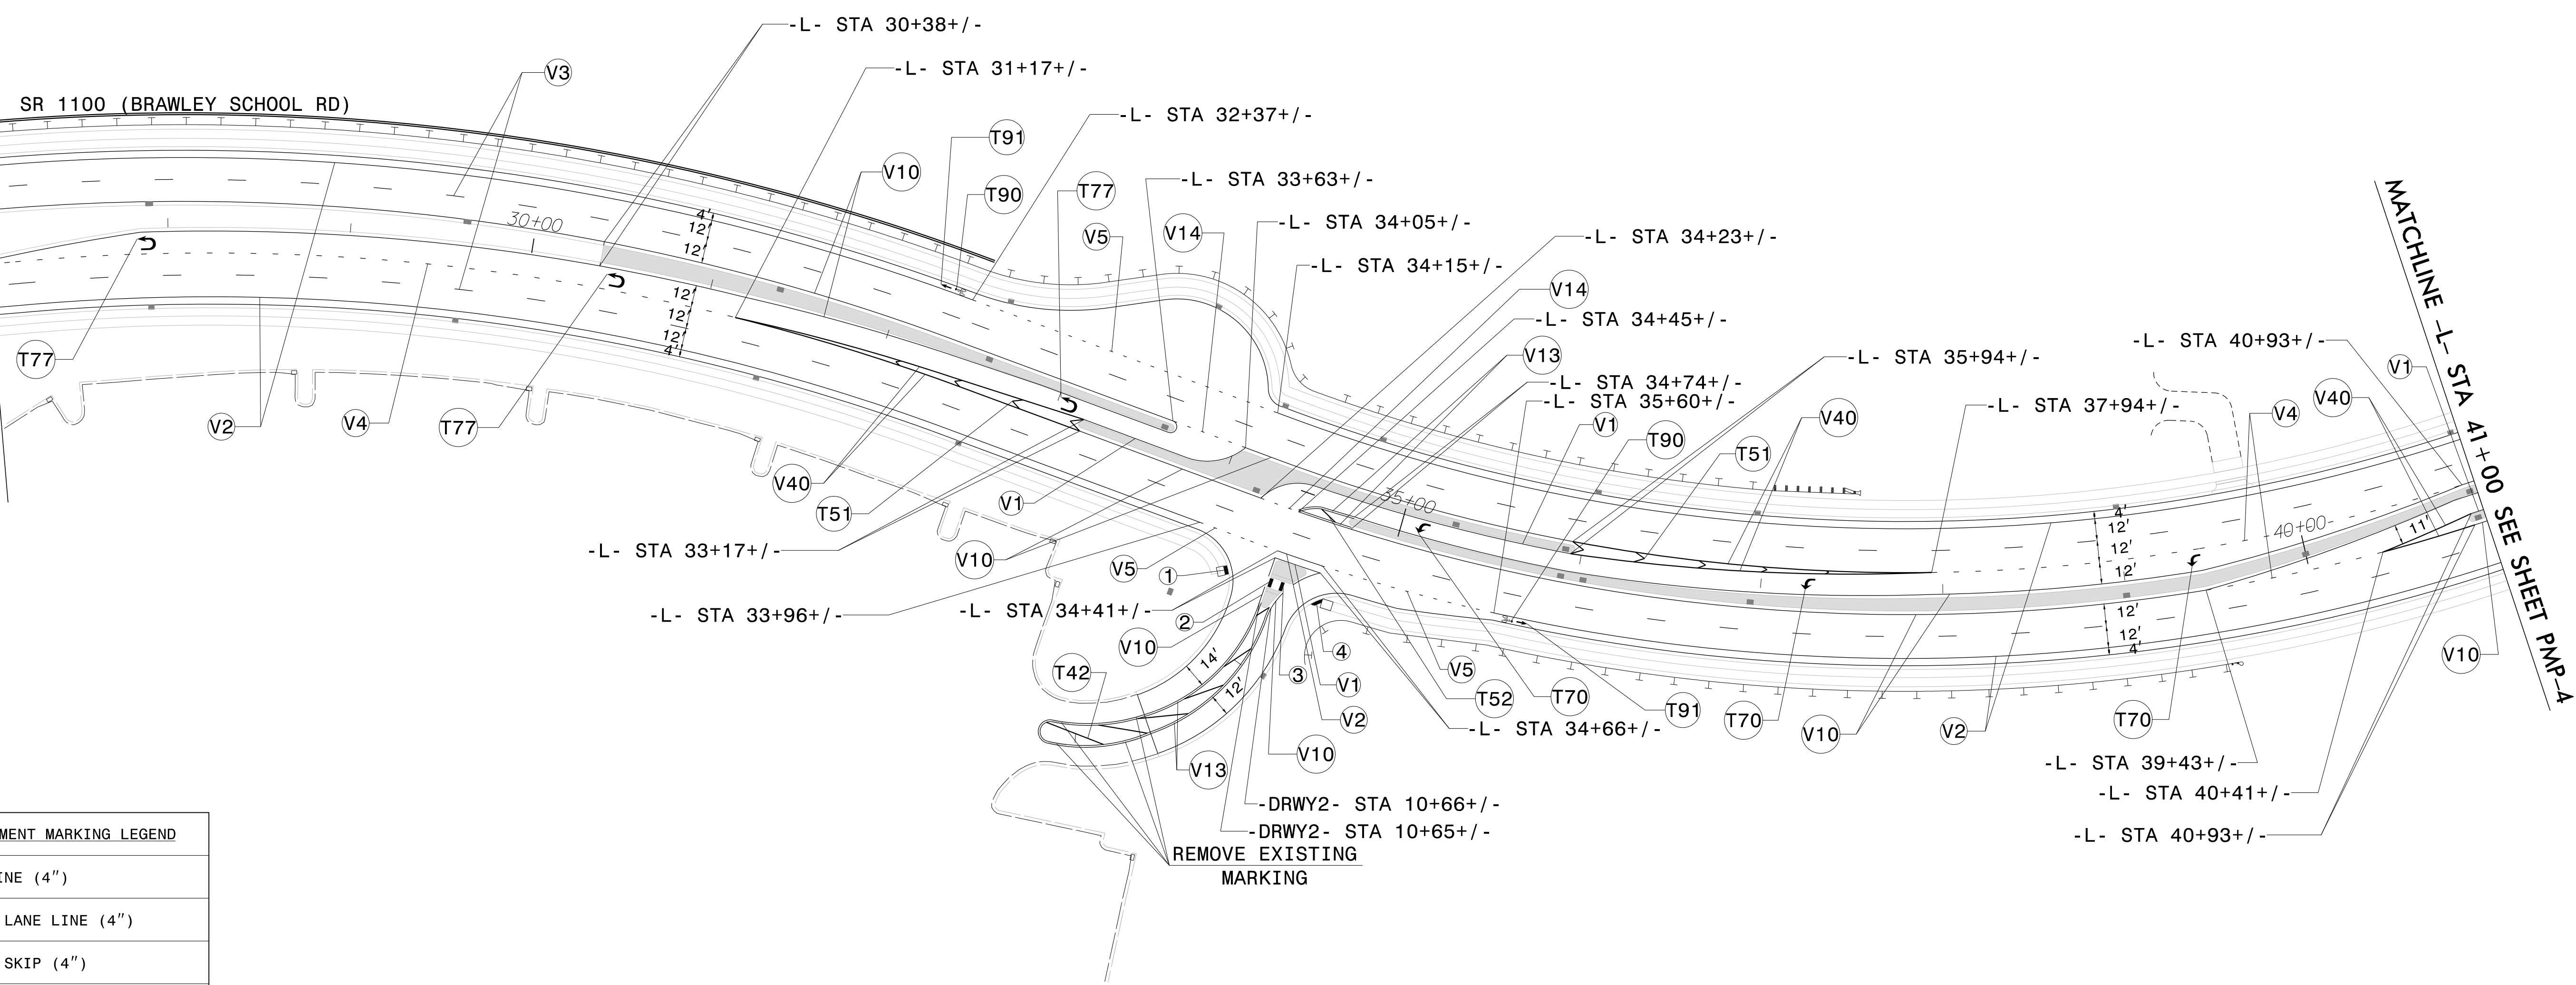 -L- STA 30+38+/-
-L- STA 31+17+/-
V3
SR 1100 (BRAWLEY SCHOOL RD)
-L- STA 32+37+/-
T91
V10
-L- STA 33+63+/-
T90
T77
V5
V14
-L- STA 34+05+/-
-L- STA 34+23+/-
-L- STA 34+15+/-
30+00
4'
12'
12'
MATCHLINE -L- STA 41+00 SEE SHEET PMP-4
V14
-L- STA 34+45+/-
V13
-L- STA 34+74+/-
-L- STA 35+60+/-
-L- STA 35+94+/-
-L- STA 37+94+/-
-L- STA 40+93+/-
V1
V40
V4
12'
12'
12'
4'
T77
V2
V4
T77
V40
T51
V1
V10
V1
T90
V40
T51
35+00
-L- STA 33+17+/-
V5
1
-L- STA 33+96+/-
-L- STA 34+41+/-
2
V10
T42
14'
12'
V13
3
4
V1
V2
V10
V5
T52
T70
T91
-L- STA 34+66+/-
T70
V10
V2
4'
12'
12'
12'
12'
12'
4'
40+00
11'
T70
V10
-L- STA 39+43+/-
-L- STA 40+41+/-
-L- STA 40+93+/-
-DRWY2- STA 10+66+/-
-DRWY2- STA 10+65+/-
REMOVE EXISTING
MARKING
MENT MARKING LEGEND
INE (4")
LANE LINE (4")
SKIP (4")